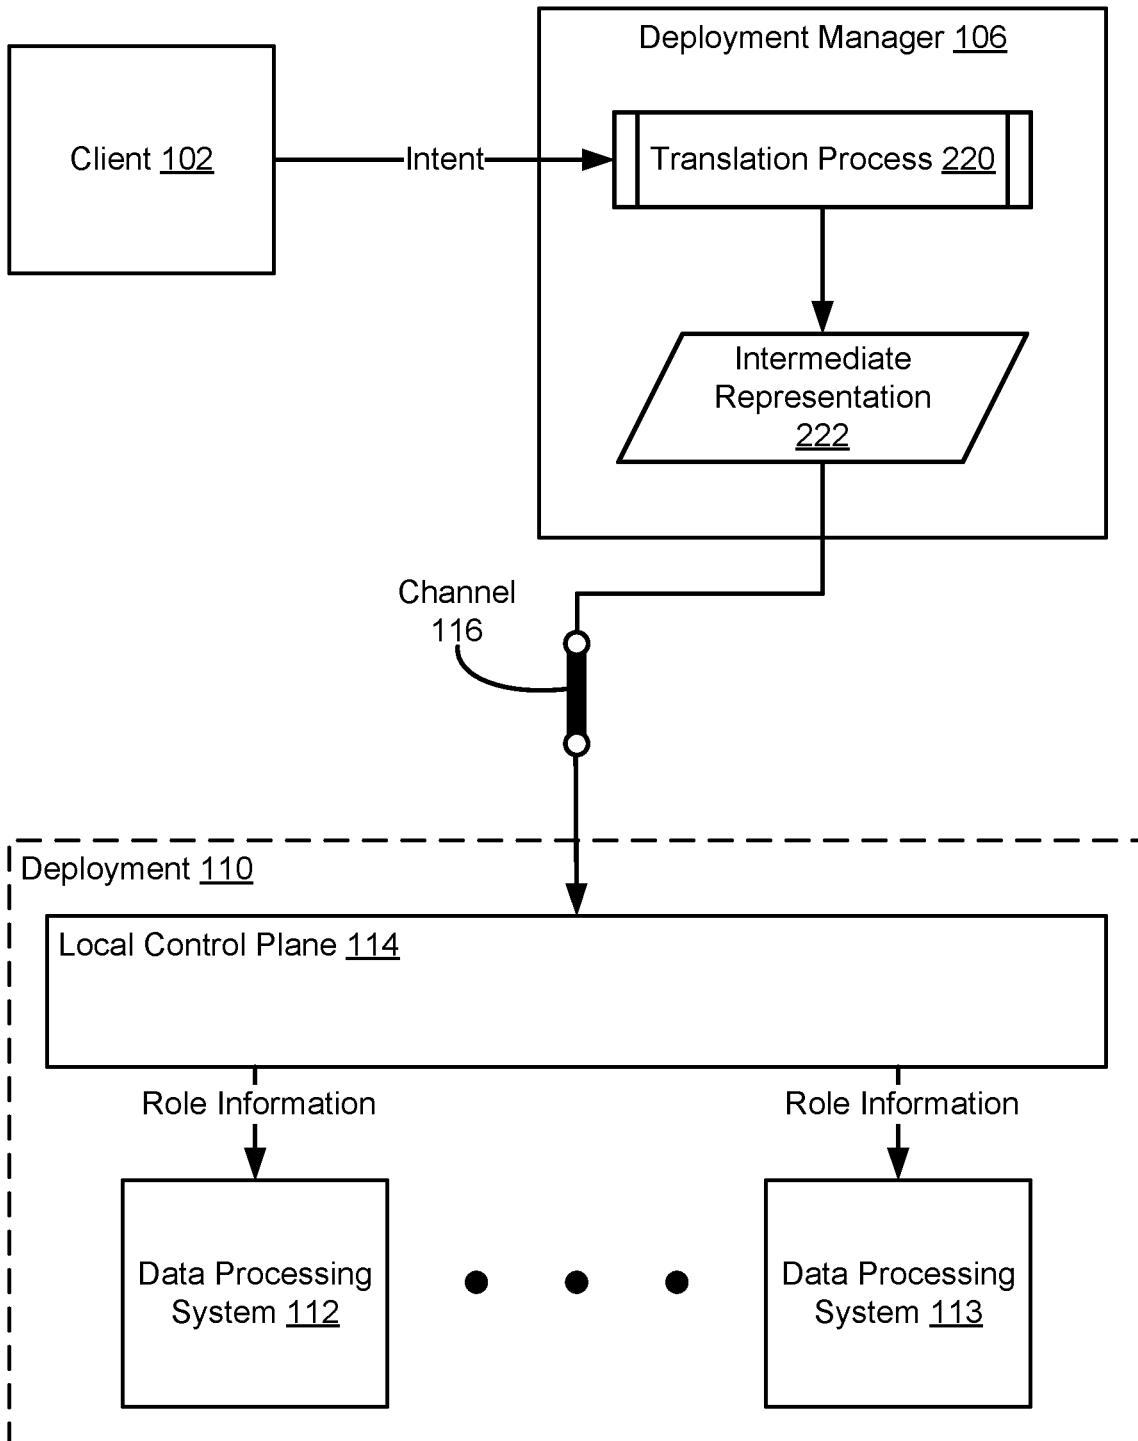 Deployment Manager 106
Client 102
Intent
Translation Process 220
Intermediate
Representation
222
Channel
116
Deployment 110
Local Control Plane 114
Role Information
Role Information
Data Processing
System 112
Data Processing
System 113